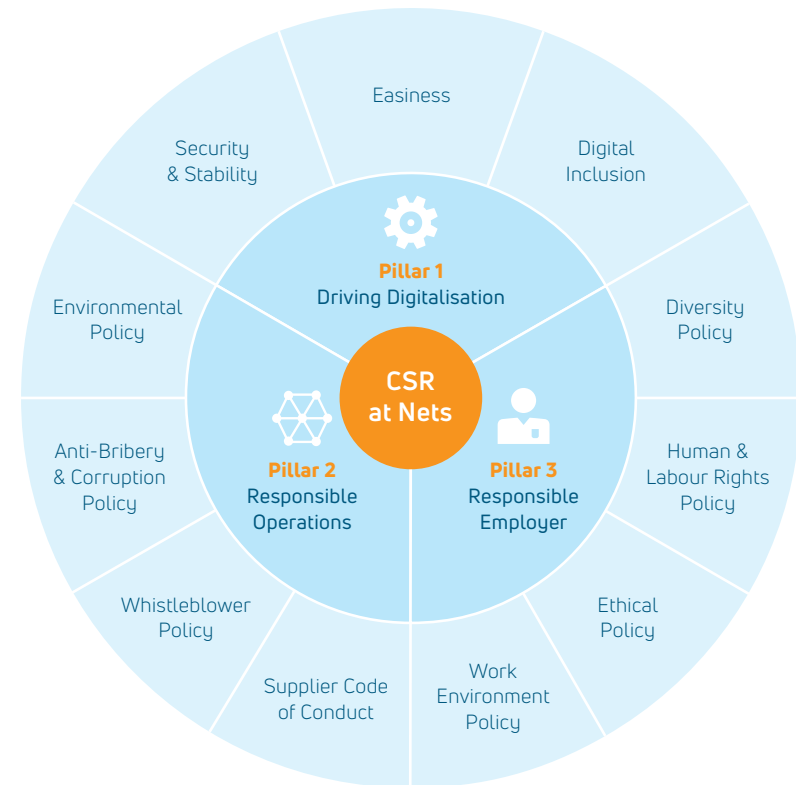 Easiness
Security
& Stability
Digital
Inclusion
Pillar 1
Driving Digitalisation
Environmental
Policy
Diversity
Policy
CSR
at Nets
Anti-Bribery
& Corruption
Policy
Pillar 2
Responsible
Operations
Pillar 3
Responsible
Employer
Human &
Labour Rights
Policy
Whistleblower
Policy
Ethical
Policy
Supplier Code
of Conduct
Work
Environment
Policy